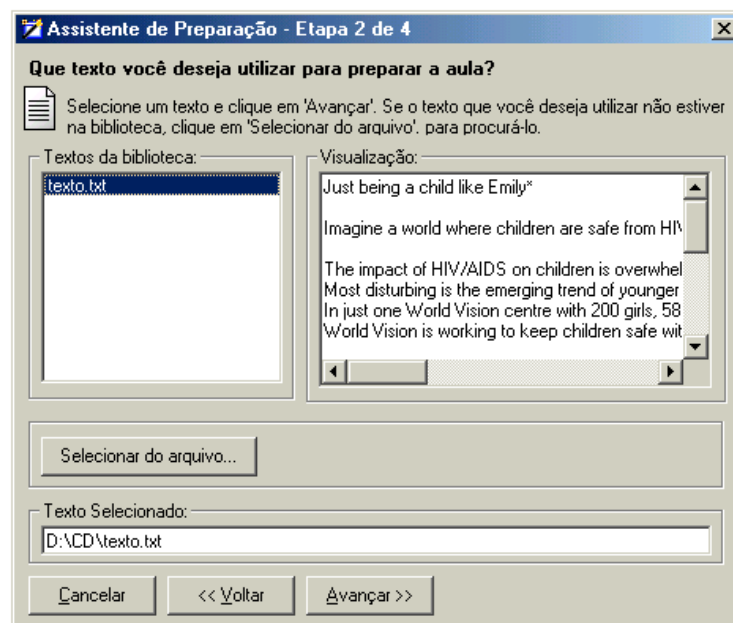 Assistente de Preparação - Etapa 2 de 4
Que texto você deseja utilizar para preparar a aula?
Selecione um texto e clique em 'Avançar'. Se o texto que você deseja utilizar não estiver
na biblioteca, clique em 'Selecionar do arquivo'. para procurá-lo.
Textos da biblioteca:
texto.txt
Visualização:
Just being a child like Emily*
Imagine a world where children are safe from HIV
The impact of HIV/AIDS on children is overwhel
Most disturbing is the emerging trend of younger
In just one World Vision centre with 200 girls, 58
World Vision is working to keep children safe wit
Selecionar do arquivo...
Texto Selecionado:
D:\CD\texto.txt
Cancelar
<< Voltar
Avançar >>